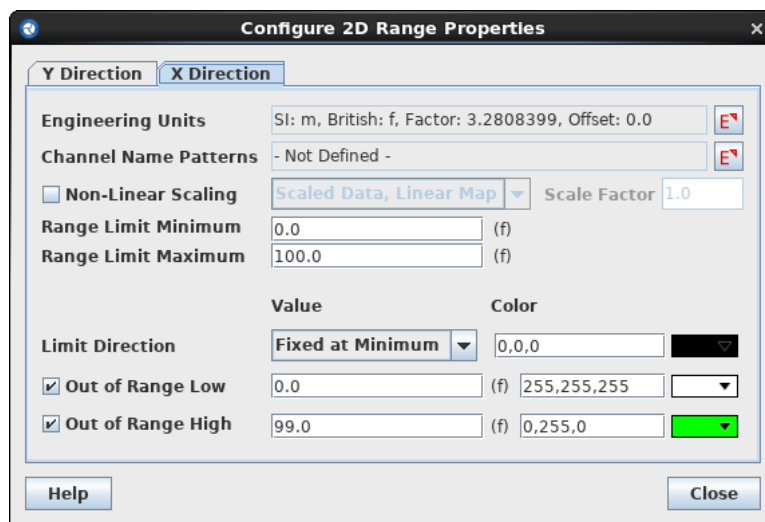 Configure 2D Range Properties
Y Direction X Direction
Engineering Units SI: m, British: f, Factor: 3.2808399, Offset: 0.0
Channel Name Patterns - Not Defined -
Non-Linear Scaling Scaled Data, Linear Map Scale Factor 1.0
Range Limit Minimum 0.0 (f)
Range Limit Maximum 100.0 (f)
Value Color
Limit Direction Fixed at Minimum 0,0,0
Out of Range Low 0.0 (f) 255,255,255
Out of Range High 99.0 (f) 0,255,0
Help Close